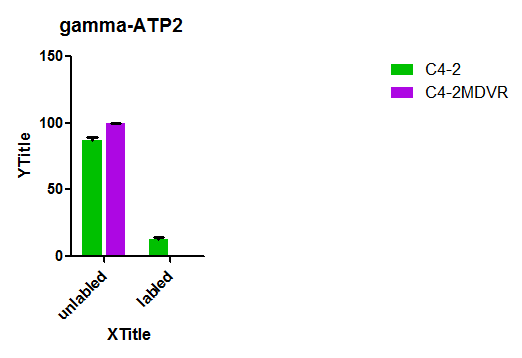 gamma-ATP2
150
100
50
0
YTitle
unlabled
labled
XTitle
C4-2
C4-2MDVR